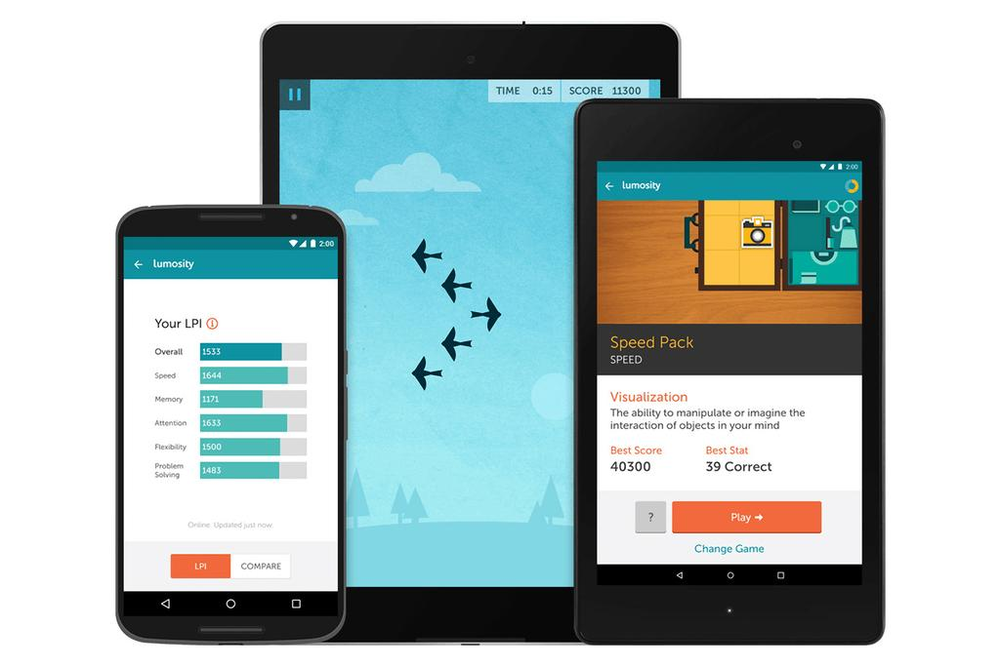 TIME 0:15 SCORE 11300
2:00
lumosity
Your LPI
Overall 1533
Speed 1644
Memory 1171
Attention 1633
Flexibility 1500
Problem
Solving 1483
Online. Updated just now.
LPI COMPARE
2:00
lumosity
Speed Pack
SPEED
Visualization
The ability to manipulate or imagine the
interaction of objects in your mind
Best Score Best Stat
40300 39 Correct
? Play
Change Game